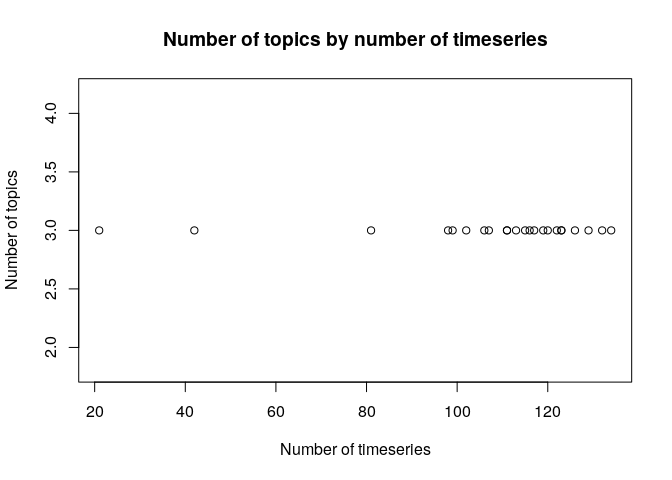 Number of topics by number of timeseries
Number of topics
4.0
3.5
3.0
2.5
2.0
20 40 60 80 100 120
Number of timeseries